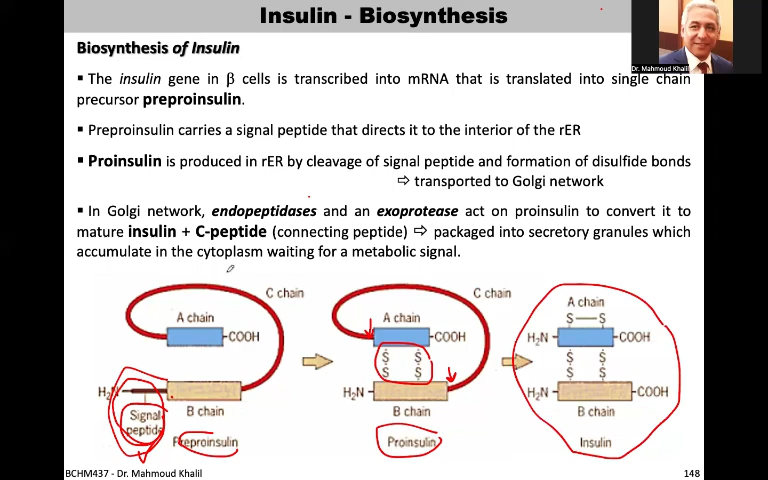 Insulin - Biosynthesis
Dr. Mahmoud Khalil
Biosynthesis of Insulin
▪ The insulin gene in β cells is transcribed into mRNA that is translated into single chain
precursor preproinsulin.
▪ Preproinsulin carries a signal peptide that directs it to the interior of the rER
▪ Proinsulin is produced in rER by cleavage of signal peptide and formation of disulfide bonds
⇨ transported to Golgi network
▪ In Golgi network, endopeptidases and an exoprotease act on proinsulin to convert it to
mature insulin + C-peptide (connecting peptide) ⇨ packaged into secretory granules which
accumulate in the cytoplasm waiting for a metabolic signal.
C chain
A chain
COOH
H₂N
Signal
peptide
B chain
Preproinsulin
C chain
A chain
COOH
S S
S S
H₂N
B chain
Proinsulin
A chain
S S
H₂N COOH
S S
S S
H₂N COOH
B chain
Insulin
BCHM437 - Dr. Mahmoud Khalil
148